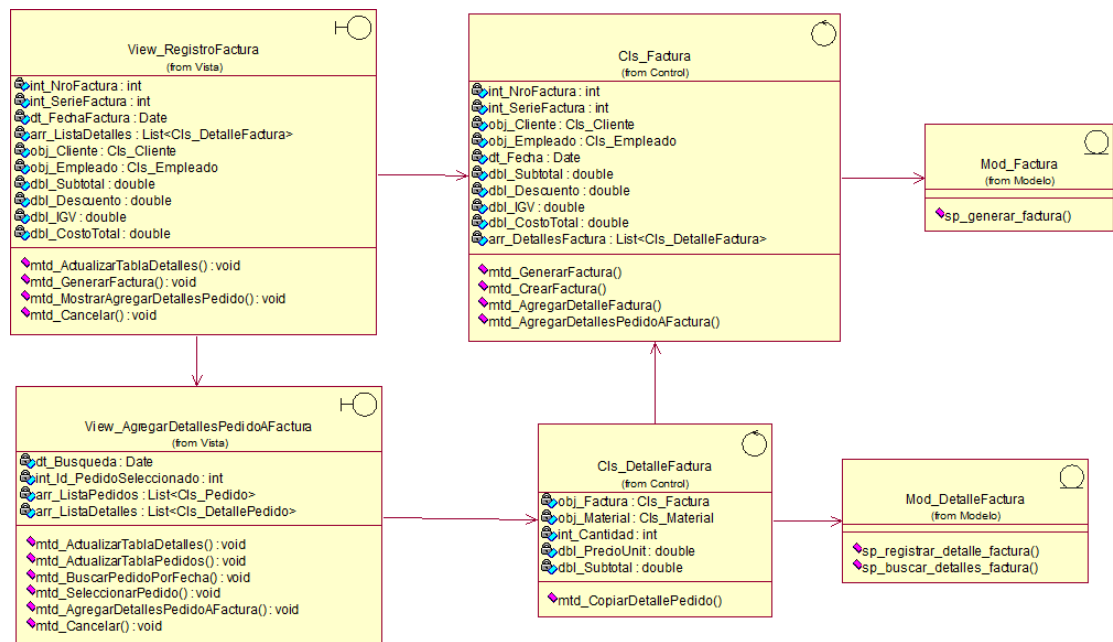 View_RegistroFactura
(from Vista)
int_NroFactura : int
int_SerieFactura : int
dt_FechaFactura : Date
arr_ListaDetalles : List<Cls_DetalleFactura>
obj_Cliente : Cls_Cliente
obj_Empleado : Cls_Empleado
dbl_Subtotal : double
dbl_Descuento : double
dbl_IGV : double
dbl_CostoTotal : double
mtd_ActualizarTablaDetalles() : void
mtd_GenerarFactura() : void
mtd_MostrarAgregarDetallesPedido() : void
mtd_Cancelar() : void
Cls_Factura
(from Control)
int_NroFactura : int
int_SerieFactura : int
obj_Cliente : Cls_Cliente
obj_Empleado : Cls_Empleado
dt_Fecha : Date
dbl_Subtotal : double
dbl_Descuento : double
dbl_IGV : double
dbl_CostoTotal : double
arr_DetallesFactura : List<Cls_DetalleFactura>
mtd_GenerarFactura()
mtd_CrearFactura()
mtd_AgregarDetalleFactura()
mtd_AgregarDetallesPedidoAFactura()
Mod_Factura
(from Modelo)
sp_generar_factura()
View_AgregarDetallesPedidoAFactura
(from Vista)
dt_Busqueda : Date
int_Id_PedidoSeleccionado : int
arr_ListaPedidos : List<Cls_Pedido>
arr_ListaDetalles : List<Cls_DetallePedido>
mtd_ActualizarTablaDetalles() : void
mtd_ActualizarTablaPedidos() : void
mtd_BuscarPedidoPorFecha() : void
mtd_SeleccionarPedido() : void
mtd_AgregarDetallesPedidoAFactura() : void
mtd_Cancelar() : void
Cls_DetalleFactura
(from Control)
obj_Factura : Cls_Factura
obj_Material : Cls_Material
int_Cantidad : int
dbl_PrecioUnit : double
dbl_Subtotal : double
mtd_CopiarDetallePedido()
Mod_DetalleFactura
(from Modelo)
sp_registrar_detalle_factura()
sp_buscar_detalles_factura()